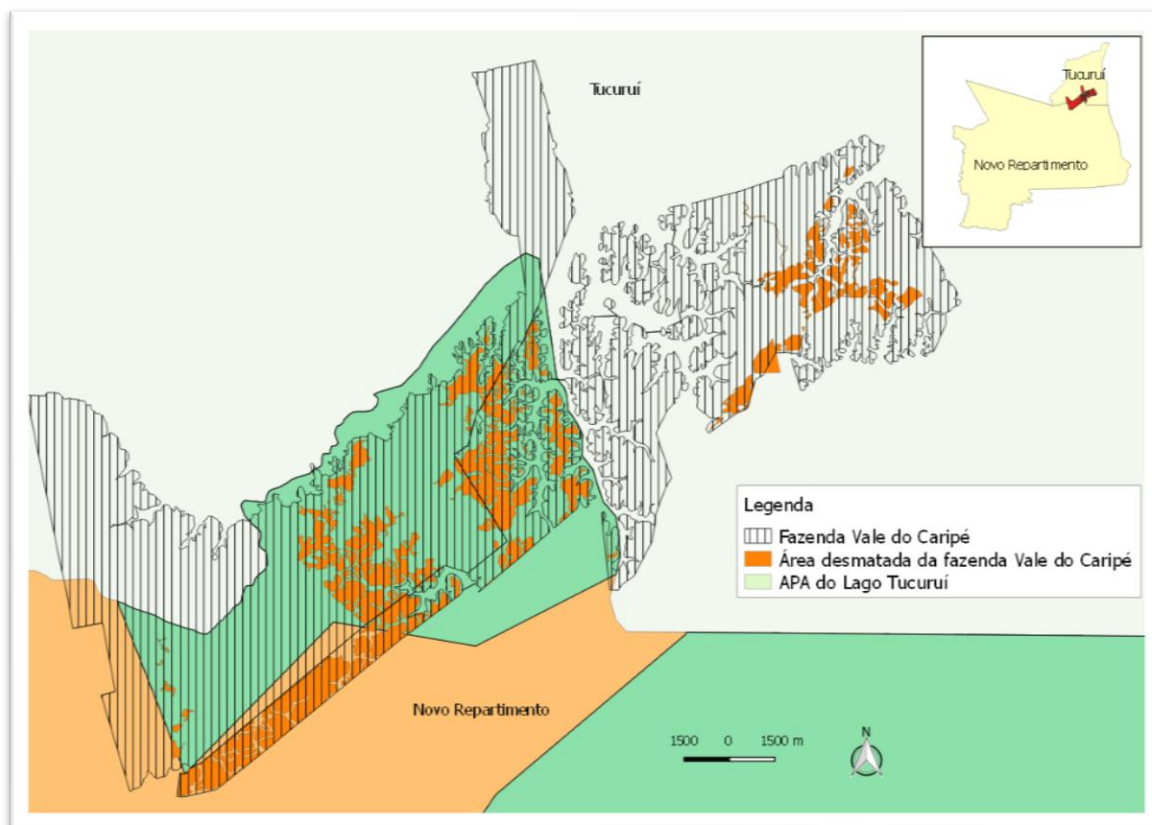 Tucuruí
Tucuruí
Novo Repartimento
Legenda
Fazenda Vale do Caripé
Área desmatada da fazenda Vale do Caripé
APA do Lago Tucuruí
Novo Repartimento
1500 0 1500 m
N